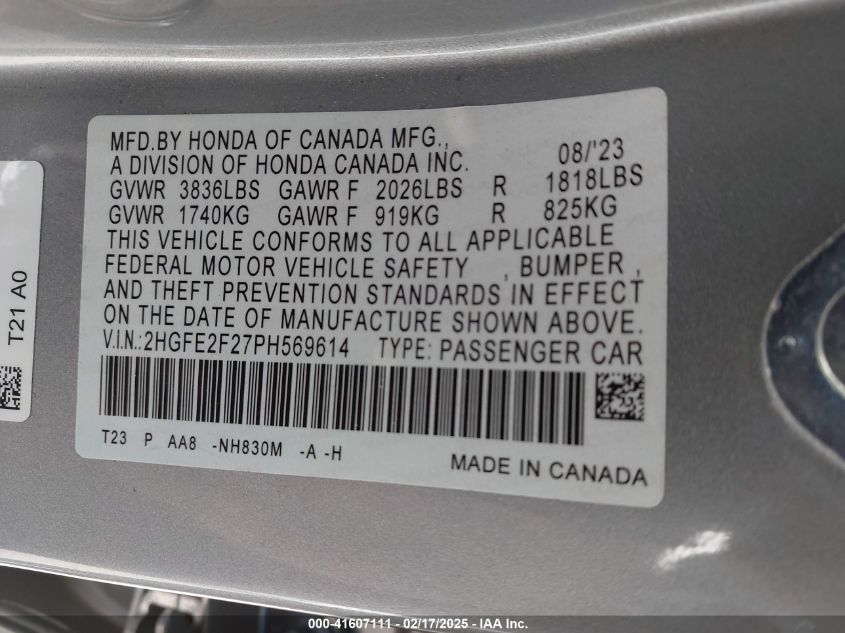 MFD.BY HONDA OF CANADA MFG.,
A DIVISION OF HONDA CANADA INC. 08/'23
GVWR 3836LBS GAWR F 2026LBS R 1818LBS
GVWR 1740KG GAWR F 919KG R 825KG
THIS VEHICLE CONFORMS TO ALL APPLICABLE
FEDERAL MOTOR VEHICLE SAFETY , BUMPER ,
AND THEFT PREVENTION STANDARDS IN EFFECT
ON THE DATE OF MANUFACTURE SHOWN ABOVE.
V.I.N.:2HGFE2F27PH569614 TYPE: PASSENGER CAR
T23 P AA8 -NH830M -A -H
MADE IN CANADA
T21 A0
000-41607111 - 02/17/2025 - IAA Inc.